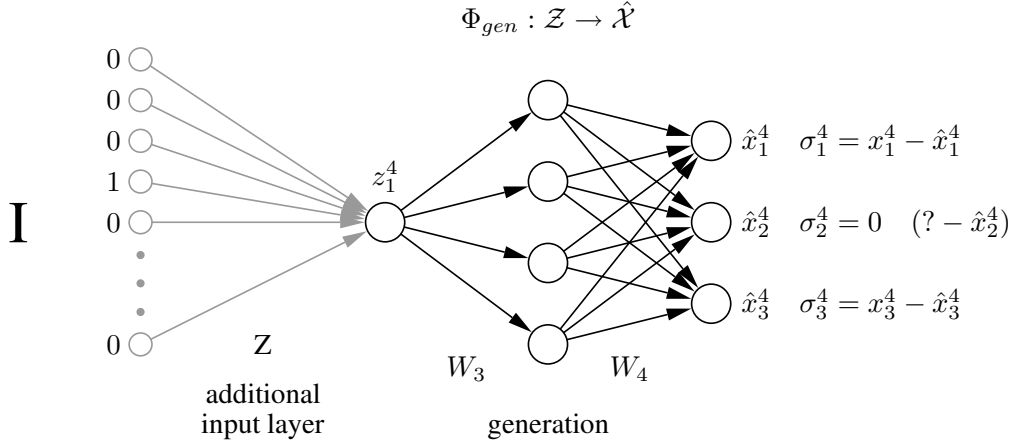 Φ_gen : 𝒵 → 𝒳̂
0
0
0
1
0
0
I
z_1^4
Z
W_3
W_4
x̂_1^4 σ_1^4 = x_1^4 − x̂_1^4
x̂_2^4 σ_2^4 = 0 (? − x̂_2^4)
x̂_3^4 σ_3^4 = x_3^4 − x̂_3^4
additional
input layer
generation